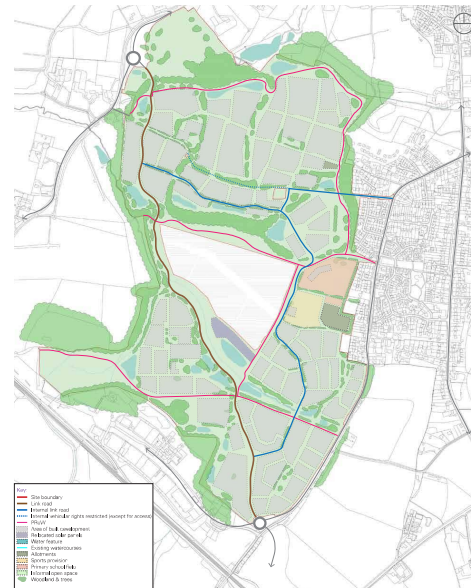 Key
Site boundary
Link road
Internal link road
Internal vehicular rights restricted (except for access)
PRoW
Area of built development
Relocated solar panels
Water feature
Existing watercourses
Allotments
Sports provision
Primary school field
Informal open space
Woodland & trees